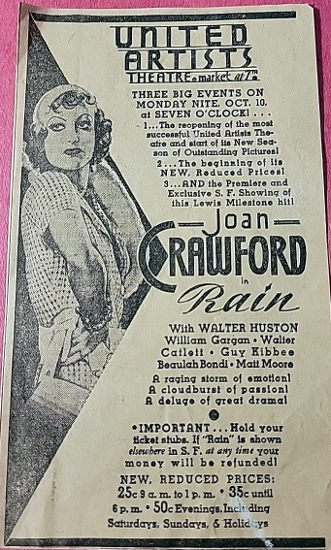 UNITED
ARTISTS
THEATRE • market at 7th
THREE BIG EVENTS ON
MONDAY NITE, OCT. 10,
at SEVEN O'CLOCK! . . .
1...The reopening of the most
successful United Artists The-
atre and start of its New Sea-
son of Outstanding Pictures!
2...The beginning of its
NEW, Reduced Prices!
3...AND the Premiere and
Exclusive S. F. Showing of
this Lewis Milestone hit!
Joan
CRAWFORD
in
Rain
With WALTER HUSTON
William Gargan • Walter
Catlett • Guy Kibbee
Beaulah Bondi • Matt Moore
A raging storm of emotion!
A cloudburst of passion!
A deluge of great drama!
•IMPORTANT... Hold your
ticket stubs. If "Rain" is shown
elsewhere in S. F. at any time your
money will be refunded!
NEW, REDUCED PRICES:
25c 9 a. m. to 1 p. m. • 35c until
6 p. m. • 50c Evenings, Including
Saturdays, Sundays, & Holidays